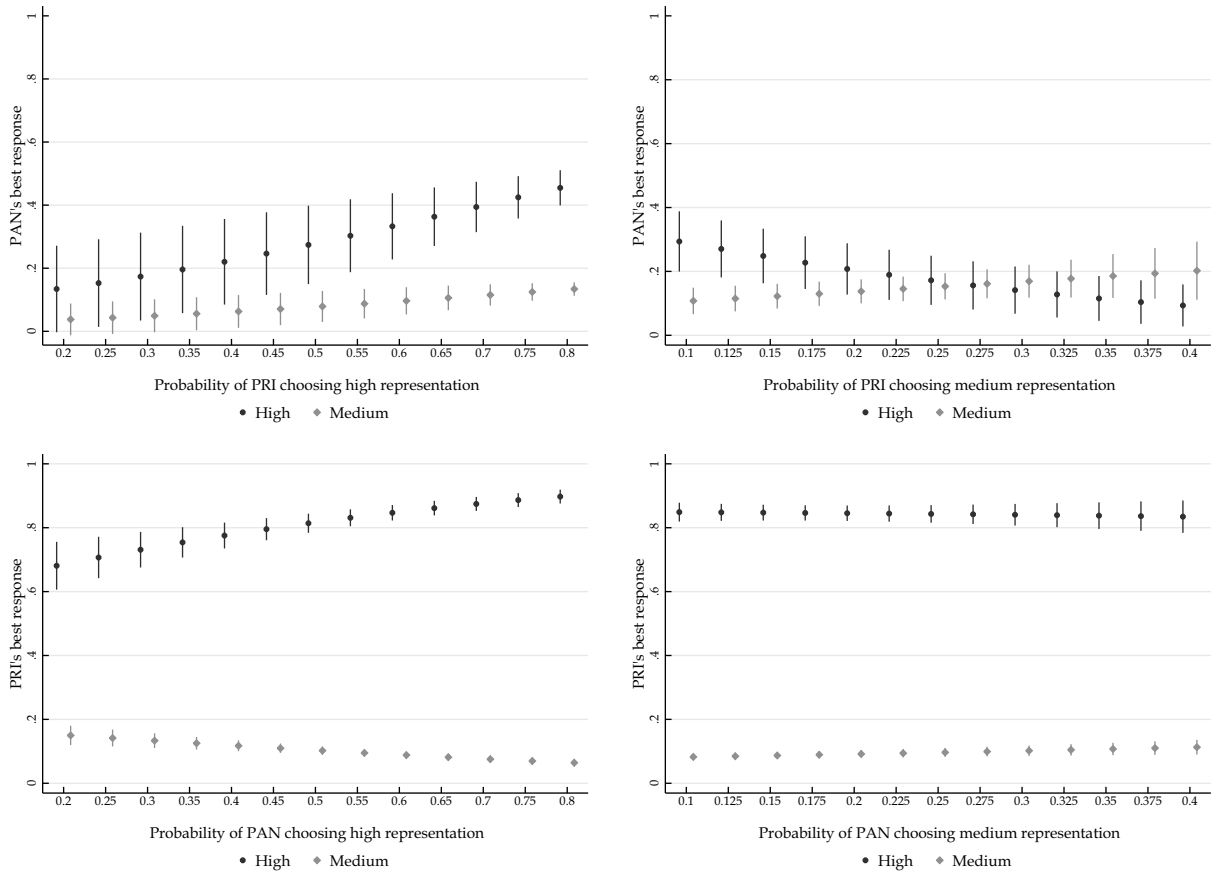 PAN's best response
0 .2 .4 .6 .8 1
0.2 0.25 0.3 0.35 0.4 0.45 0.5 0.55 0.6 0.65 0.7 0.75 0.8
Probability of PRI choosing high representation
High Medium
PAN's best response
0 .2 .4 .6 .8 1
0.1 0.125 0.15 0.175 0.2 0.225 0.25 0.275 0.3 0.325 0.35 0.375 0.4
Probability of PRI choosing medium representation
High Medium
PRI's best response
0 .2 .4 .6 .8 1
0.2 0.25 0.3 0.35 0.4 0.45 0.5 0.55 0.6 0.65 0.7 0.75 0.8
Probability of PAN choosing high representation
High Medium
PRI's best response
0 .2 .4 .6 .8 1
0.1 0.125 0.15 0.175 0.2 0.225 0.25 0.275 0.3 0.325 0.35 0.375 0.4
Probability of PAN choosing medium representation
High Medium